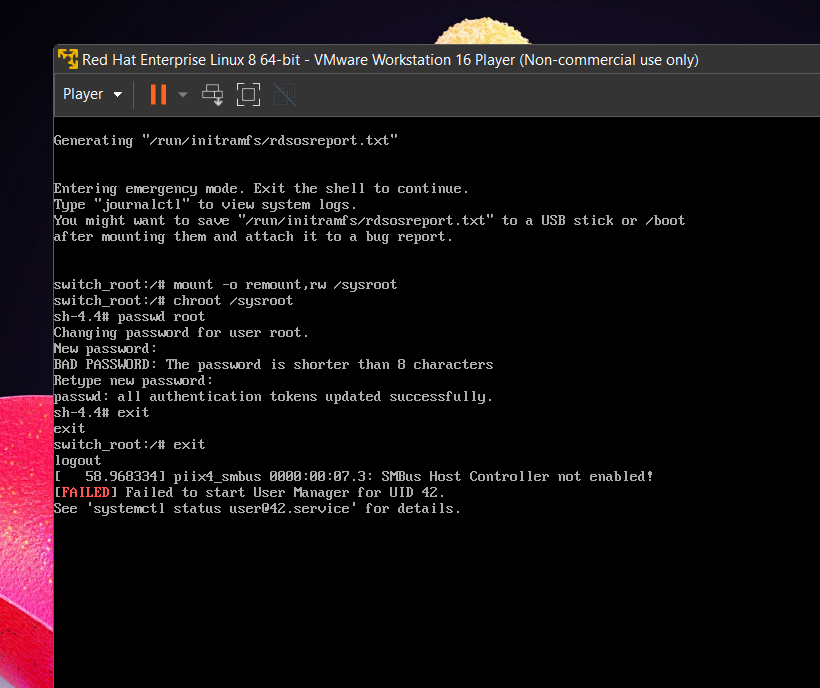 Red Hat Enterprise Linux 8 64-bit - VMware Workstation 16 Player (Non-commercial use only)
Player
Generating "/run/initramfs/rdsosreport.txt"
Entering emergency mode. Exit the shell to continue.
Type "journalctl" to view system logs.
You might want to save "/run/initramfs/rdsosreport.txt" to a USB stick or /boot
after mounting them and attach it to a bug report.
switch_root:/# mount -o remount,rw /sysroot
switch_root:/# chroot /sysroot
sh-4.4# passwd root
Changing password for user root.
New password:
BAD PASSWORD: The password is shorter than 8 characters
Retype new password:
passwd: all authentication tokens updated successfully.
sh-4.4# exit
exit
switch_root:/# exit
logout
[   58.968334] piix4_smbus 0000:00:07.3: SMBus Host Controller not enabled!
[FAILED] Failed to start User Manager for UID 42.
See 'systemctl status user@42.service' for details.